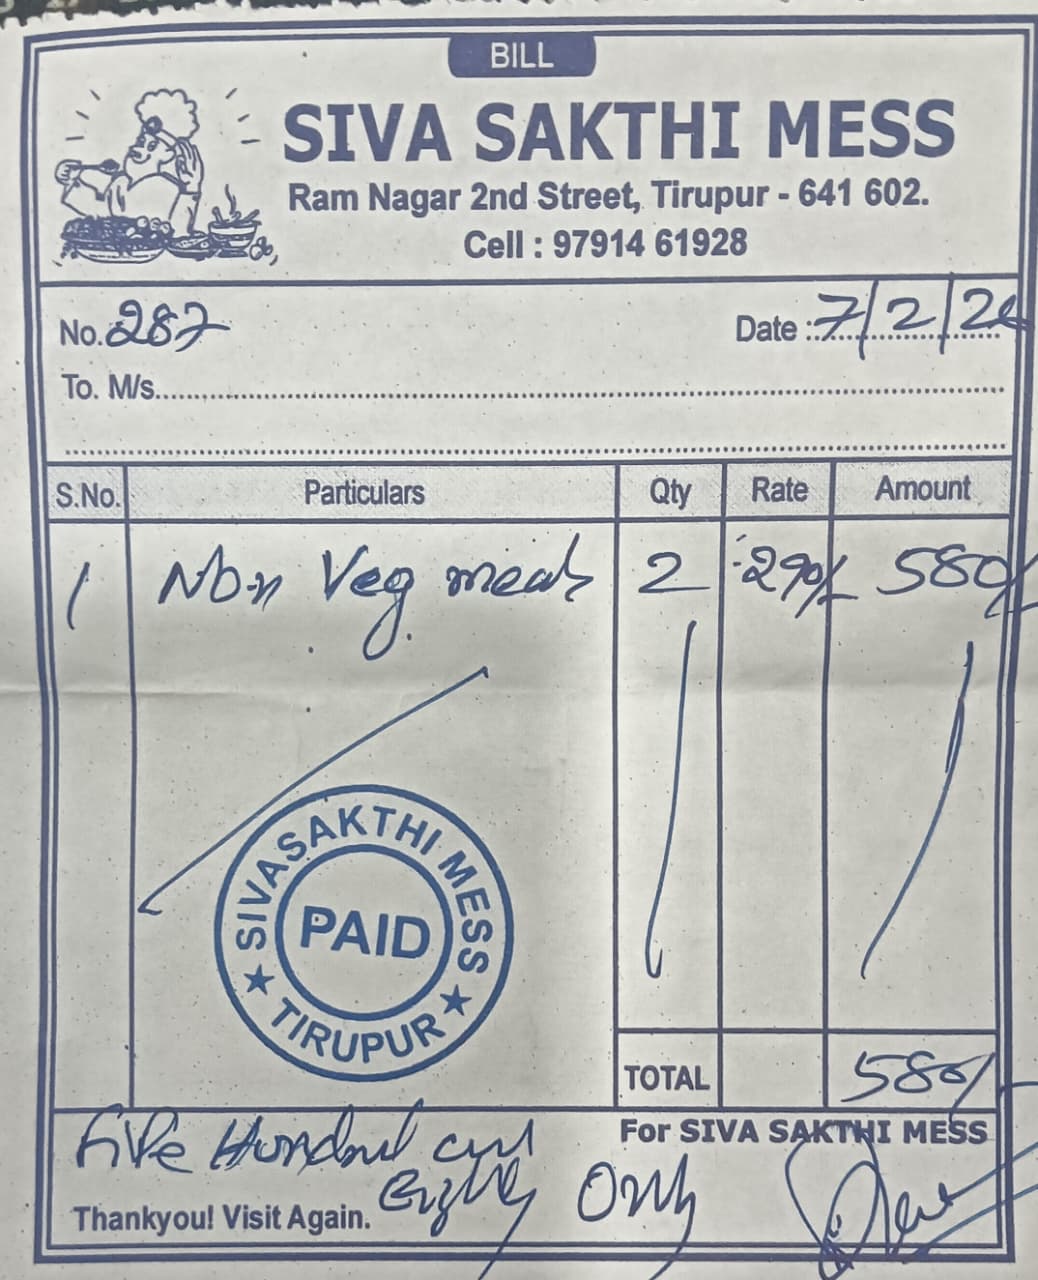 BILL
SIVA SAKTHI MESS
Ram Nagar 2nd Street, Tirupur - 641 602.
Cell : 97914 61928
No. 287 Date : 7/2/26
To. M/s.
S.No. Particulars Qty Rate Amount
1 Non Veg meals 2 290/- 580/-
SIVASAKTHI MESS
PAID
TIRUPUR
TOTAL 580/
Five Hundred and
Eighty Only
For SIVA SAKTHI MESS
Thankyou! Visit Again.